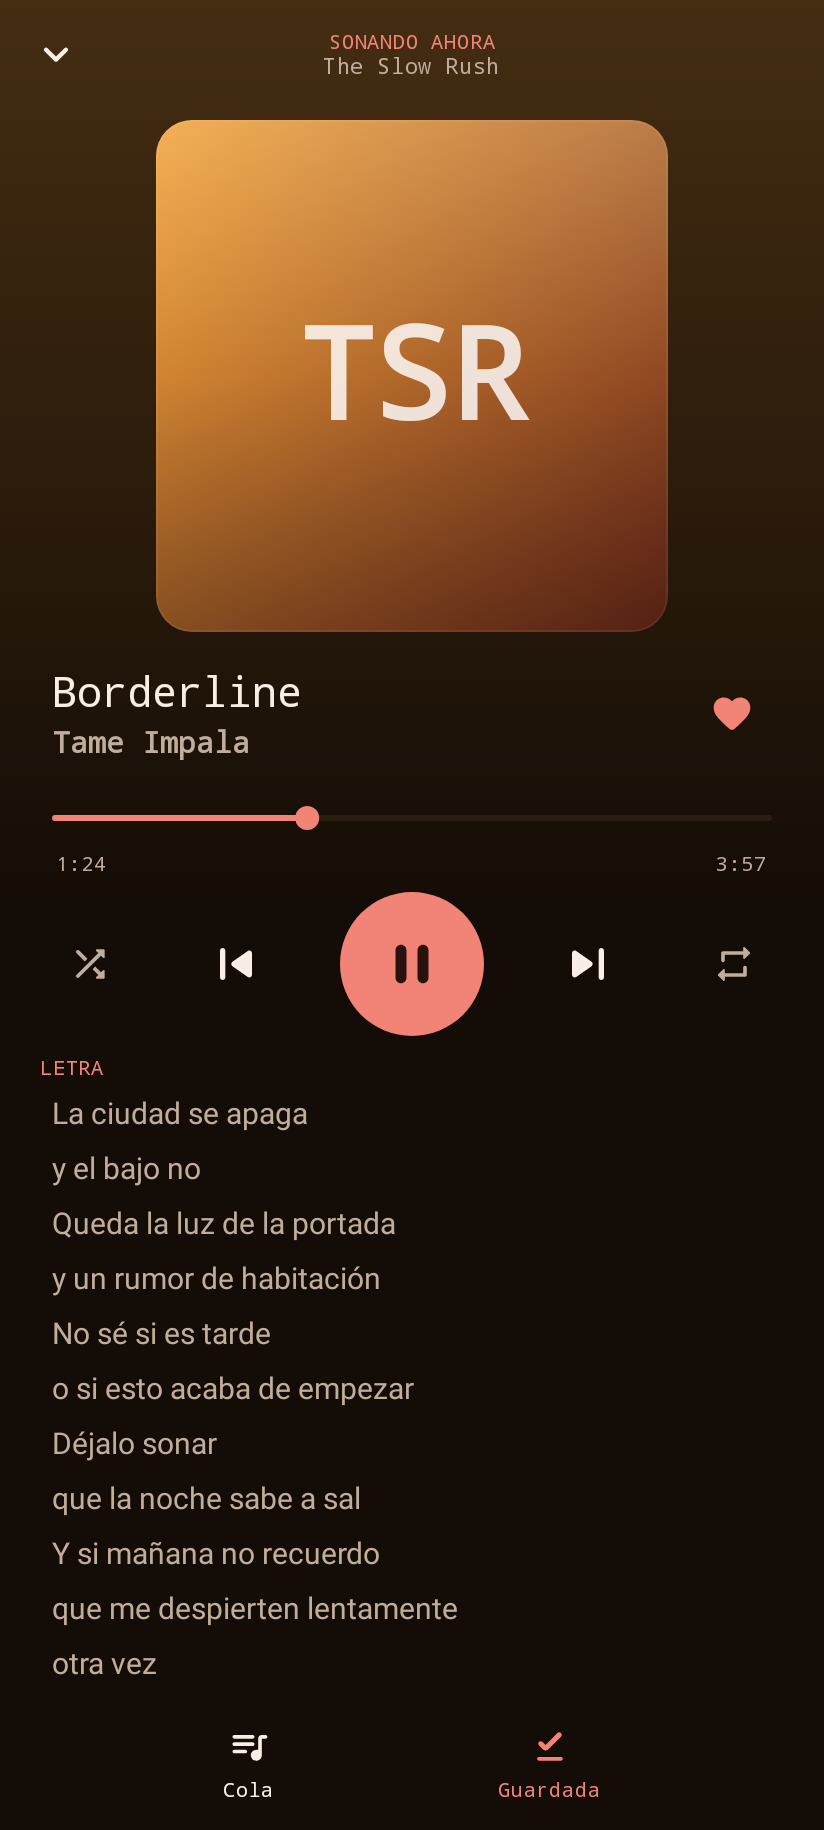 SONANDO AHORA
The Slow Rush
TSR
Borderline
Tame Impala
1:24
3:57
LETRA
La ciudad se apaga
y el bajo no
Queda la luz de la portada
y un rumor de habitación
No sé si es tarde
o si esto acaba de empezar
Déjalo sonar
que la noche sabe a sal
Y si mañana no recuerdo
que me despierten lentamente
otra vez
Cola
Guardada